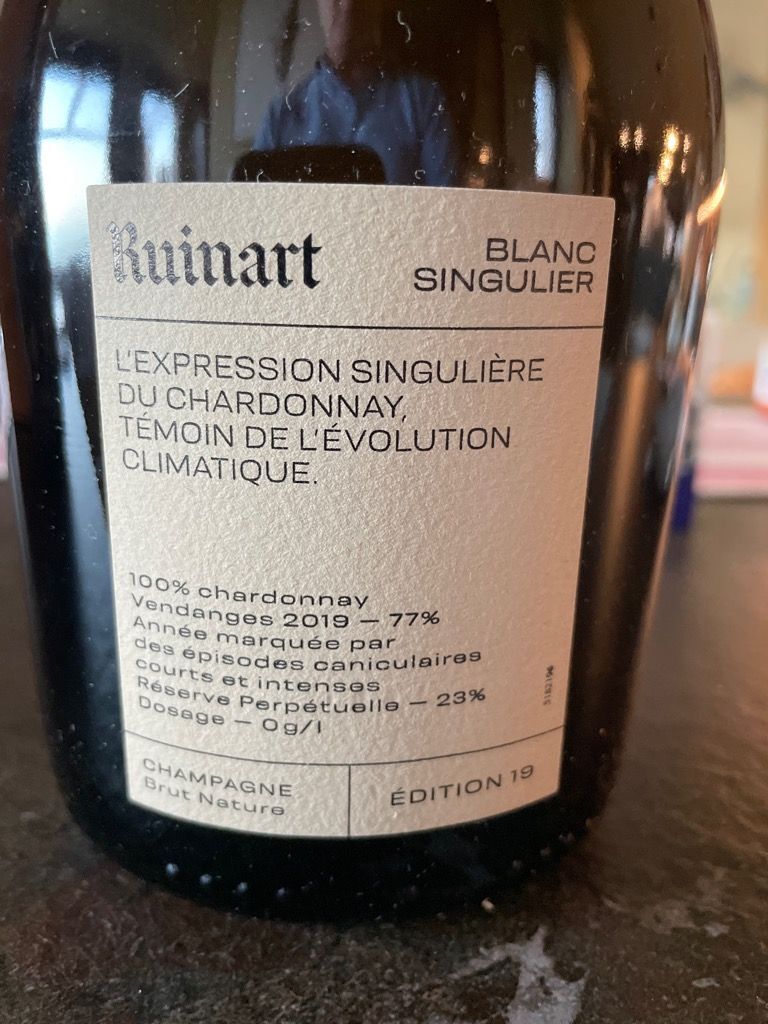 Ruinart
BLANC
SINGULIER
L'EXPRESSION SINGULIÈRE
DU CHARDONNAY,
TÉMOIN DE L'ÉVOLUTION
CLIMATIQUE.
100% chardonnay
Vendanges 2019 — 77%
Année marquée par
des épisodes caniculaires
courts et intenses
Réserve Perpétuelle — 23%
Dosage — 0g/l
CHAMPAGNE
Brut Nature
ÉDITION 19